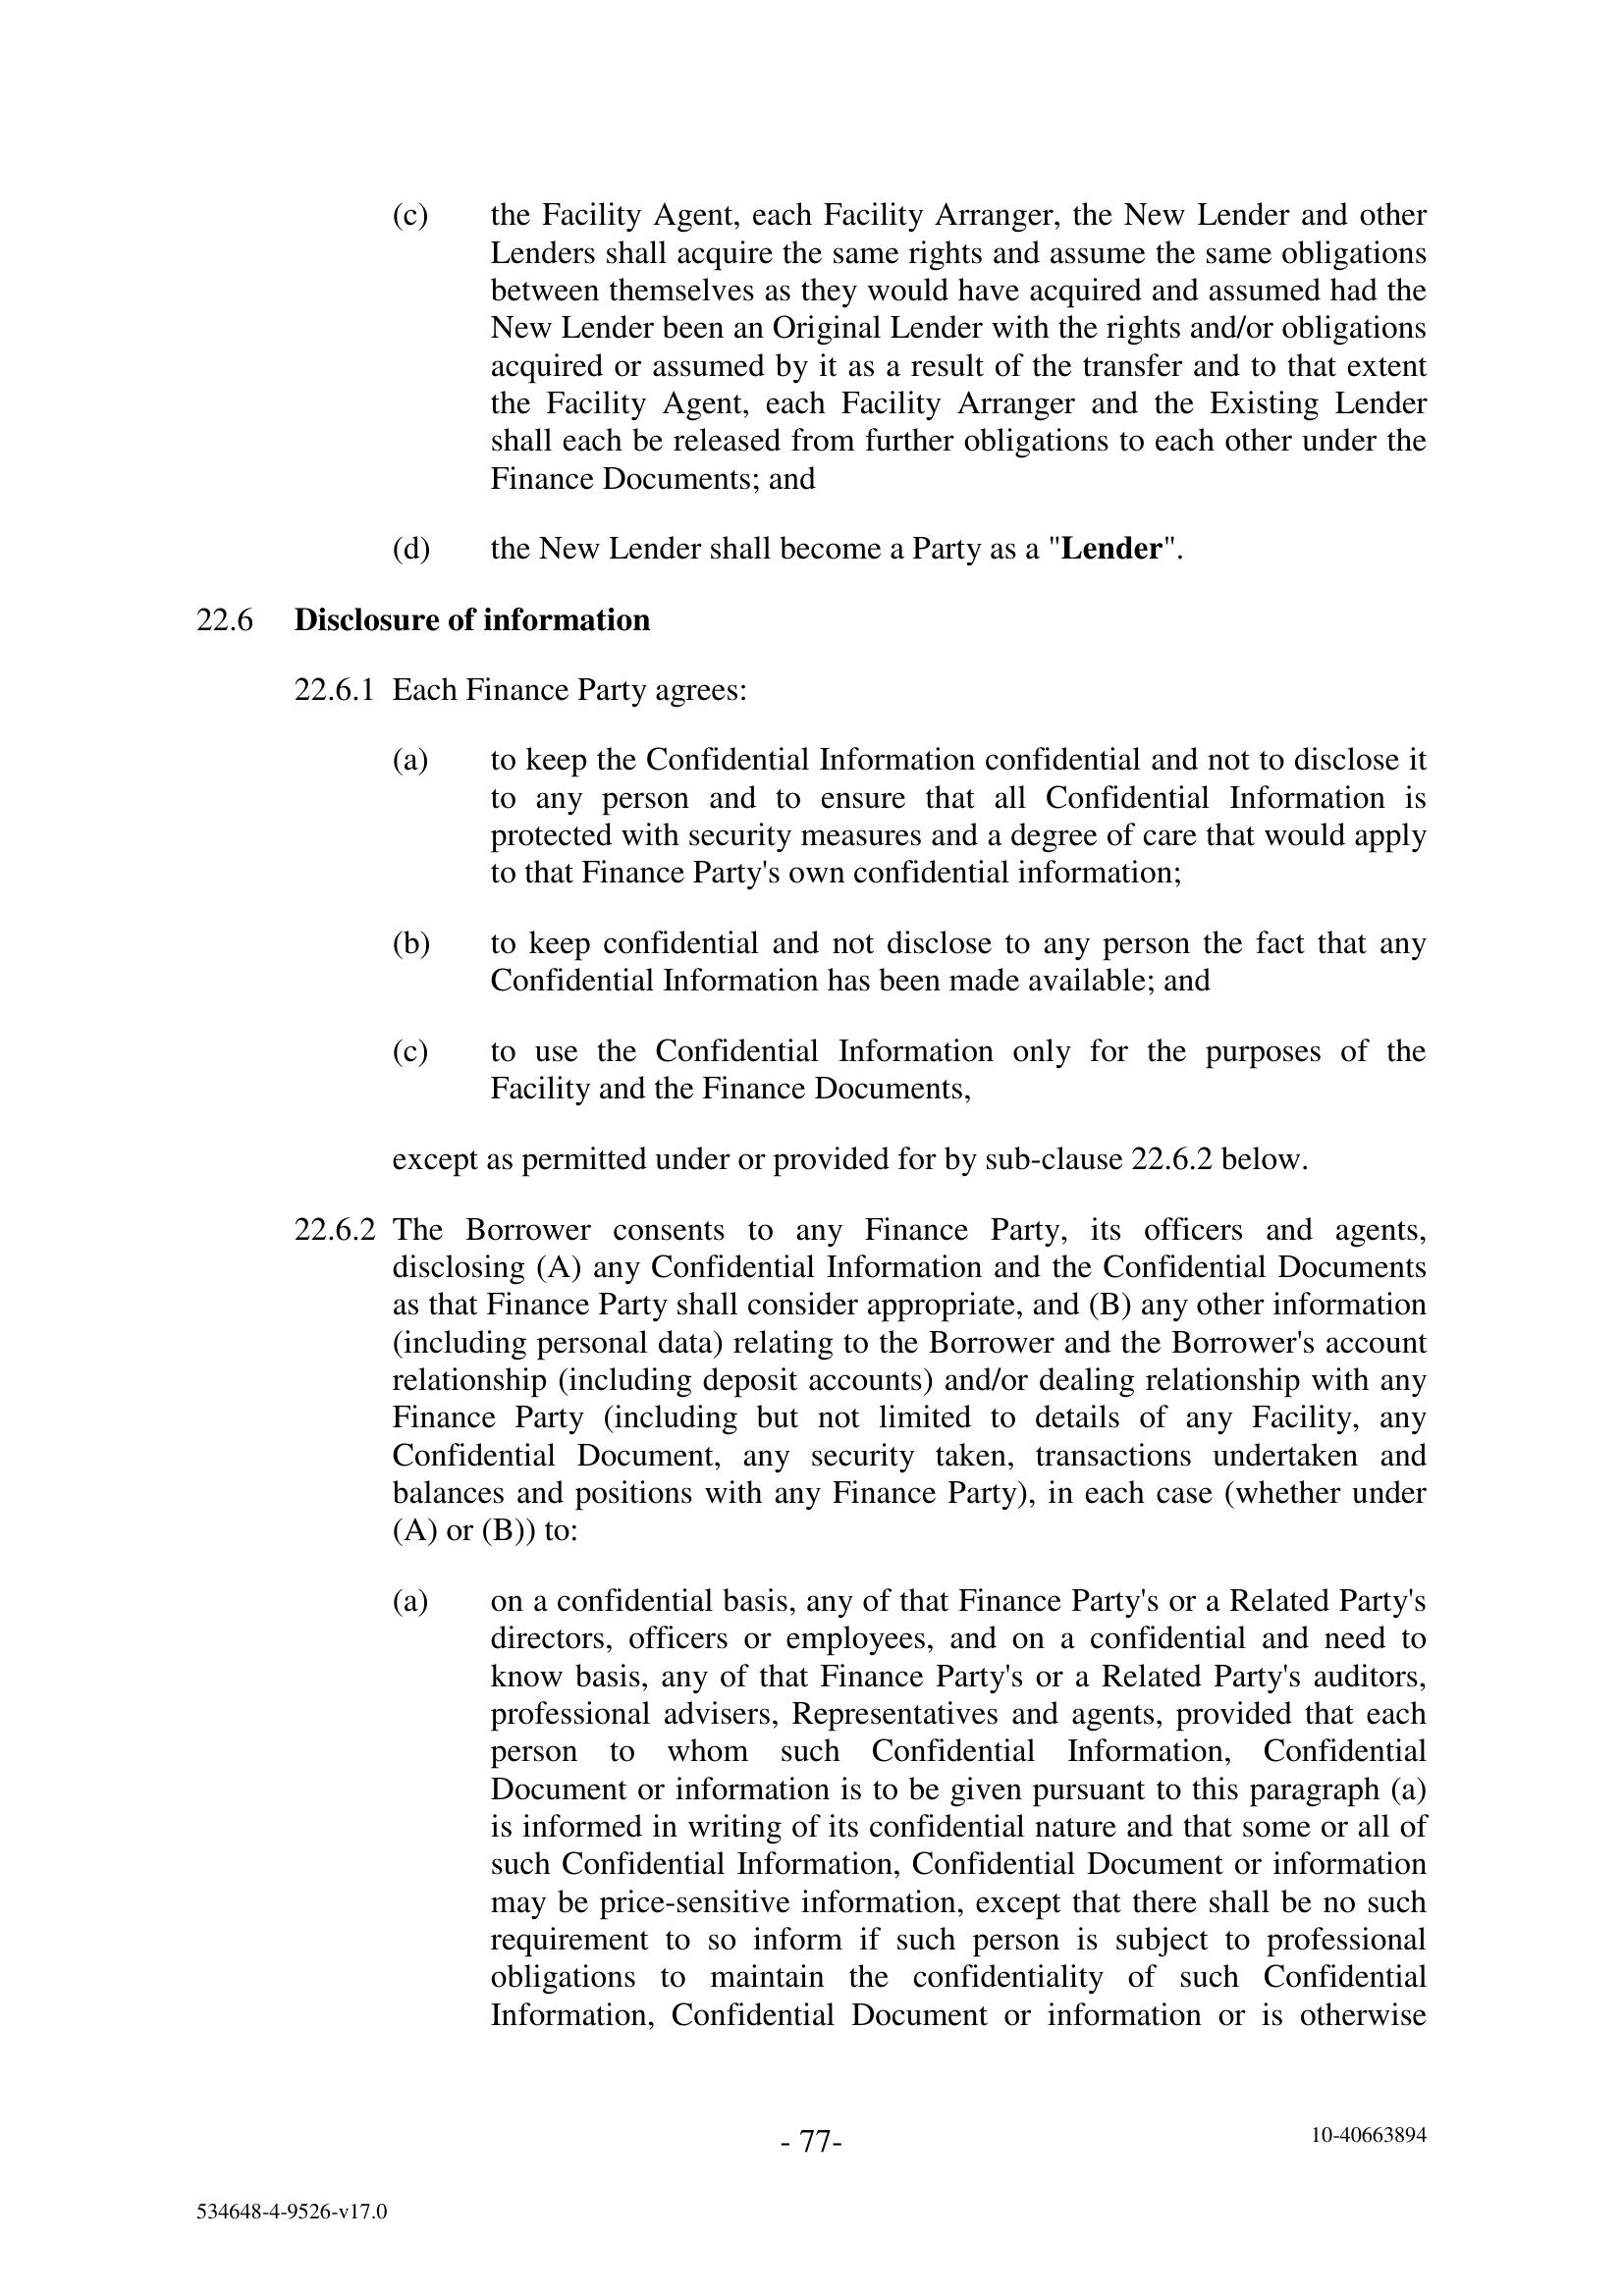 (c) the Facility Agent, each Facility Arranger, the New Lender and other
Lenders shall acquire the same rights and assume the same obligations
between themselves as they would have acquired and assumed had the
New Lender been an Original Lender with the rights and/or obligations
acquired or assumed by it as a result of the transfer and to that extent
the Facility Agent, each Facility Arranger and the Existing Lender
shall each be released from further obligations to each other under the
Finance Documents; and
(d) the New Lender shall become a Party as a "Lender".
22.6 Disclosure of information
22.6.1 Each Finance Party agrees:
(a) to keep the Confidential Information confidential and not to disclose it
to any person and to ensure that all Confidential Information is
protected with security measures and a degree of care that would apply
to that Finance Party's own confidential information;
(b) to keep confidential and not disclose to any person the fact that any
Confidential Information has been made available; and
(c) to use the Confidential Information only for the purposes of the
Facility and the Finance Documents,
except as permitted under or provided for by sub-clause 22.6.2 below.
22.6.2 The Borrower consents to any Finance Party, its officers and agents,
disclosing (A) any Confidential Information and the Confidential Documents
as that Finance Party shall consider appropriate, and (B) any other information
(including personal data) relating to the Borrower and the Borrower's account
relationship (including deposit accounts) and/or dealing relationship with any
Finance Party (including but not limited to details of any Facility, any
Confidential Document, any security taken, transactions undertaken and
balances and positions with any Finance Party), in each case (whether under
(A) or (B)) to:
(a) on a confidential basis, any of that Finance Party's or a Related Party's
directors, officers or employees, and on a confidential and need to
know basis, any of that Finance Party's or a Related Party's auditors,
professional advisers, Representatives and agents, provided that each
person to whom such Confidential Information, Confidential
Document or information is to be given pursuant to this paragraph (a)
is informed in writing of its confidential nature and that some or all of
such Confidential Information, Confidential Document or information
may be price-sensitive information, except that there shall be no such
requirement to so inform if such person is subject to professional
obligations to maintain the confidentiality of such Confidential
Information, Confidential Document or information or is otherwise
- 77-
10-40663894
534648-4-9526-v17.0